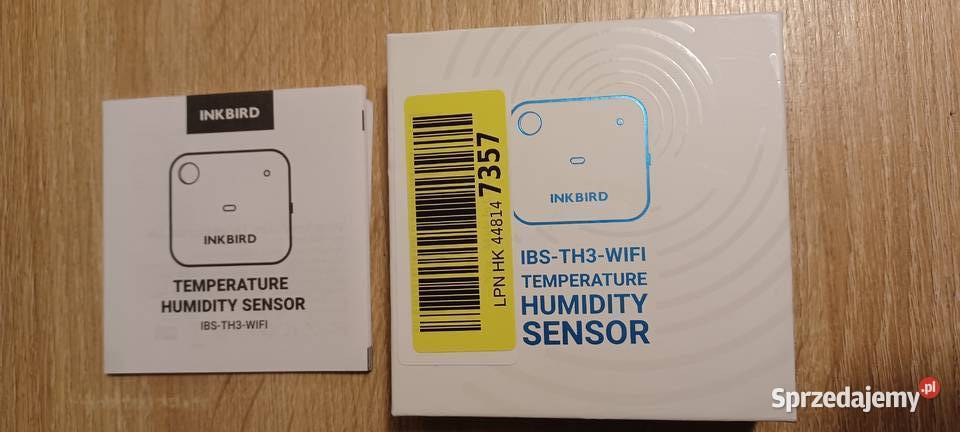 INKBIRD
INKBIRD
TEMPERATURE
HUMIDITY SENSOR
IBS-TH3-WIFI
LPN HK 44814 7357
INKBIRD
IBS-TH3-WIFI
TEMPERATURE
HUMIDITY
SENSOR
Sprzedajemy.pl